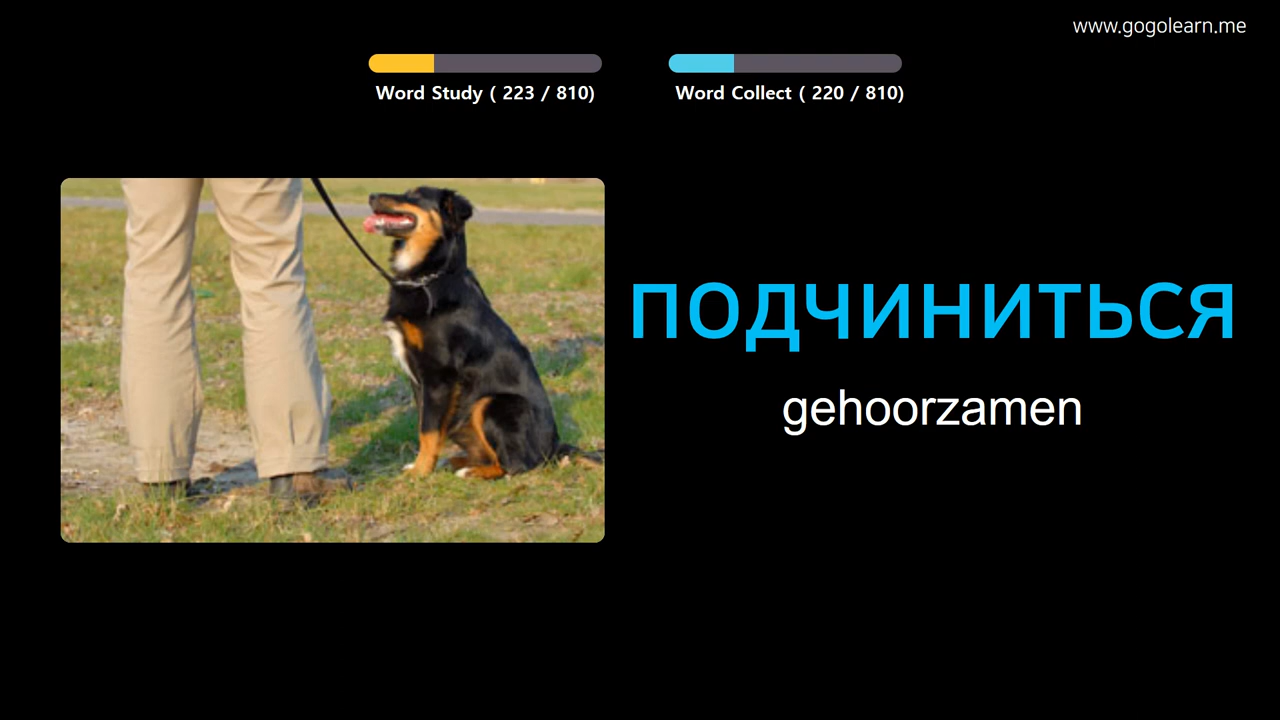 www.gogolearn.me
Word Study ( 223 / 810)
Word Collect ( 220 / 810)
подчиниться
gehoorzamen